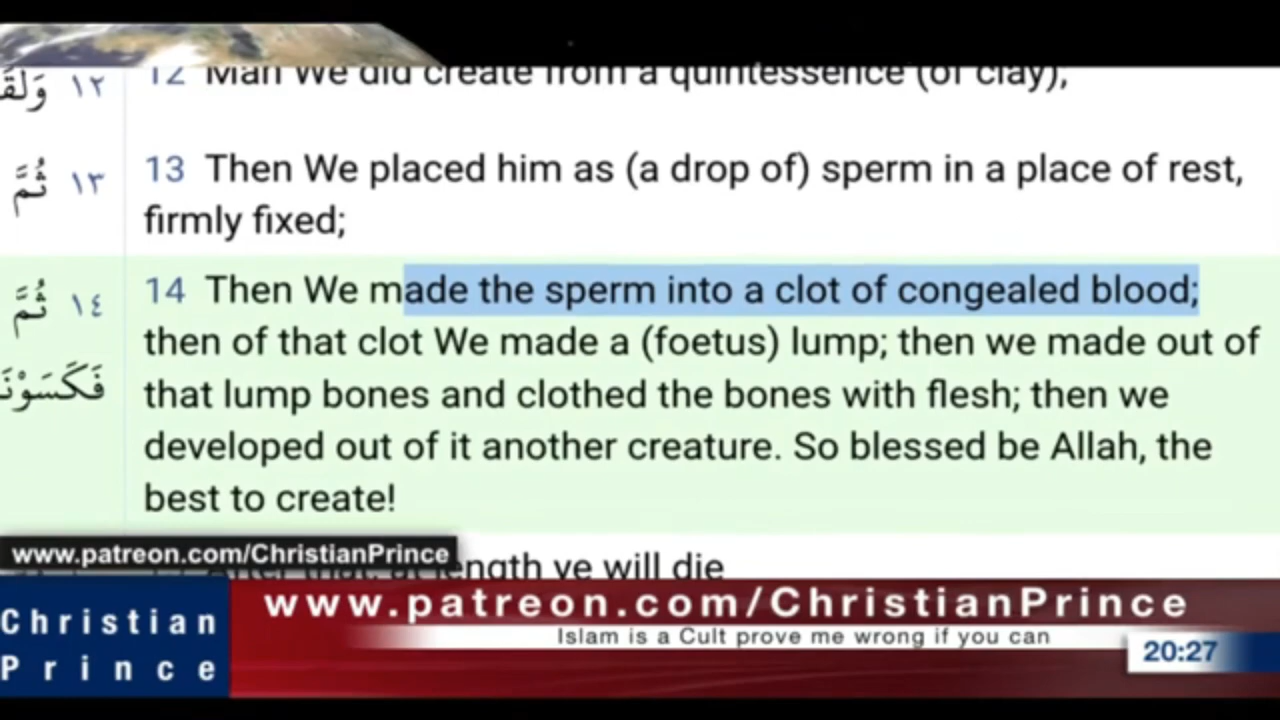 ١٢ وَلَقَ
12 Man We did create from a quintessence (of clay);
١٣ ثُمَّ
13 Then We placed him as (a drop of) sperm in a place of rest,
firmly fixed;
١٤ ثُمَّ
14 Then We made the sperm into a clot of congealed blood;
then of that clot We made a (foetus) lump; then we made out of
فَكَسَوْنَا
that lump bones and clothed the bones with flesh; then we
developed out of it another creature. So blessed be Allah, the
best to create!
www.patreon.com/ChristianPrince
After that, at length ye will die
www.patreon.com/ChristianPrince
Islam is a Cult prove me wrong if you can
Christian
Prince
20:27